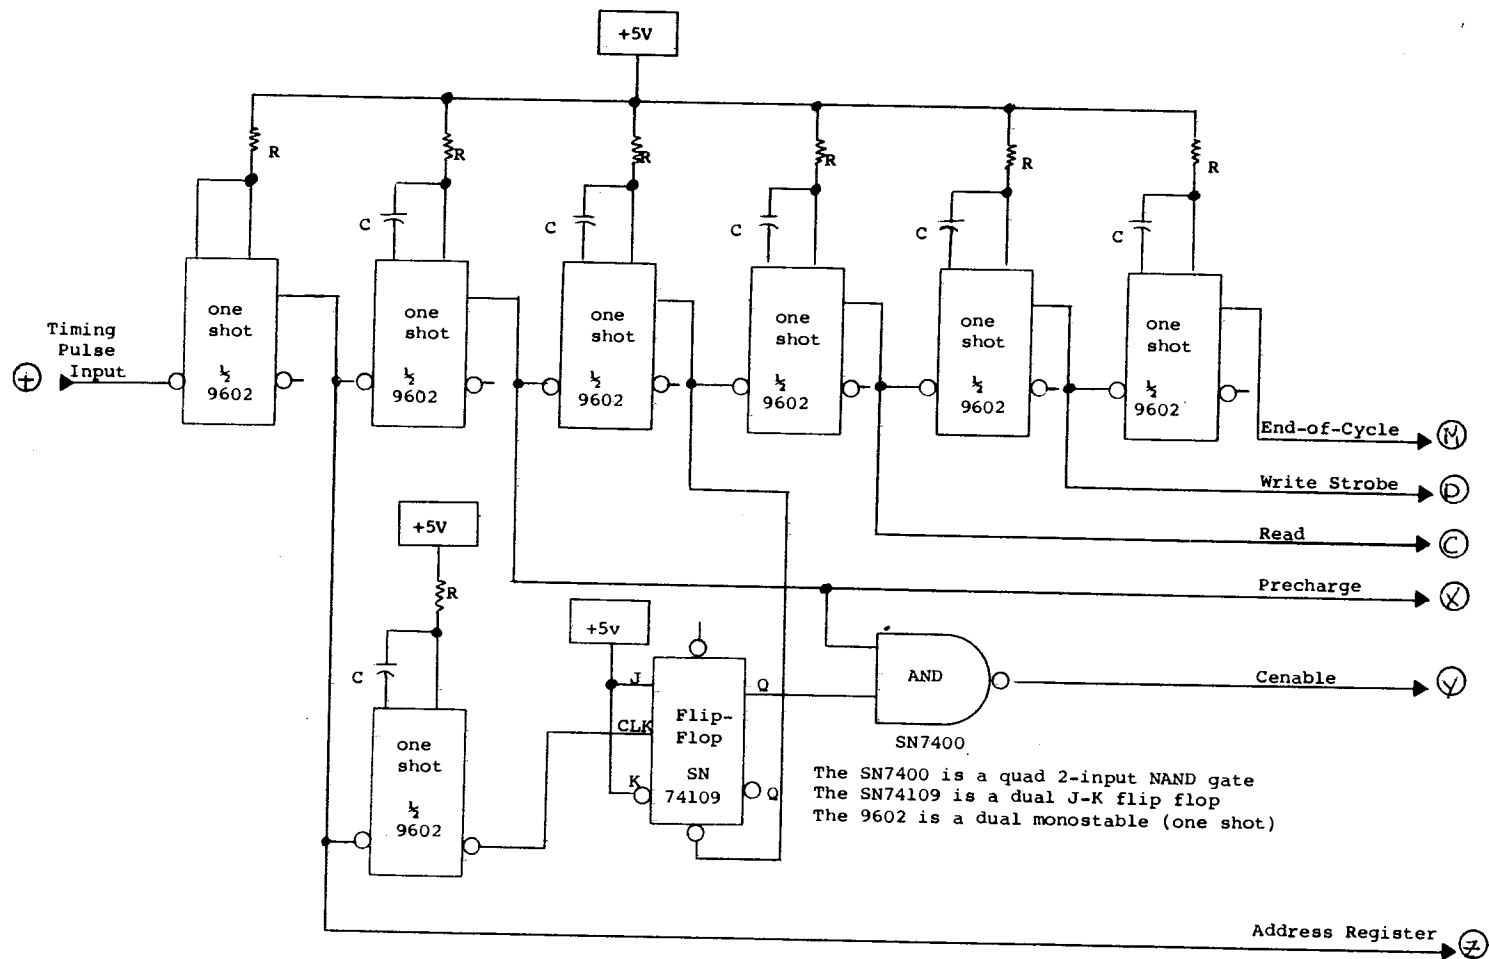 +5V
R
R
R
R
R
R
C
C
C
C
C
one
shot
½
9602
one
shot
½
9602
one
shot
½
9602
one
shot
½
9602
one
shot
½
9602
one
shot
½
9602
Timing
Pulse
Input
+
End-of-Cycle M
Write Strobe D
Read C
Precharge X
Cenable Y
+5V
R
C
one
shot
½
9602
+5v
J
CLK
K
Q
Q
Flip-
Flop
SN
74109
AND
SN7400
The SN7400 is a quad 2-input NAND gate
The SN74109 is a dual J-K flip flop
The 9602 is a dual monostable (one shot)
Address Register Z